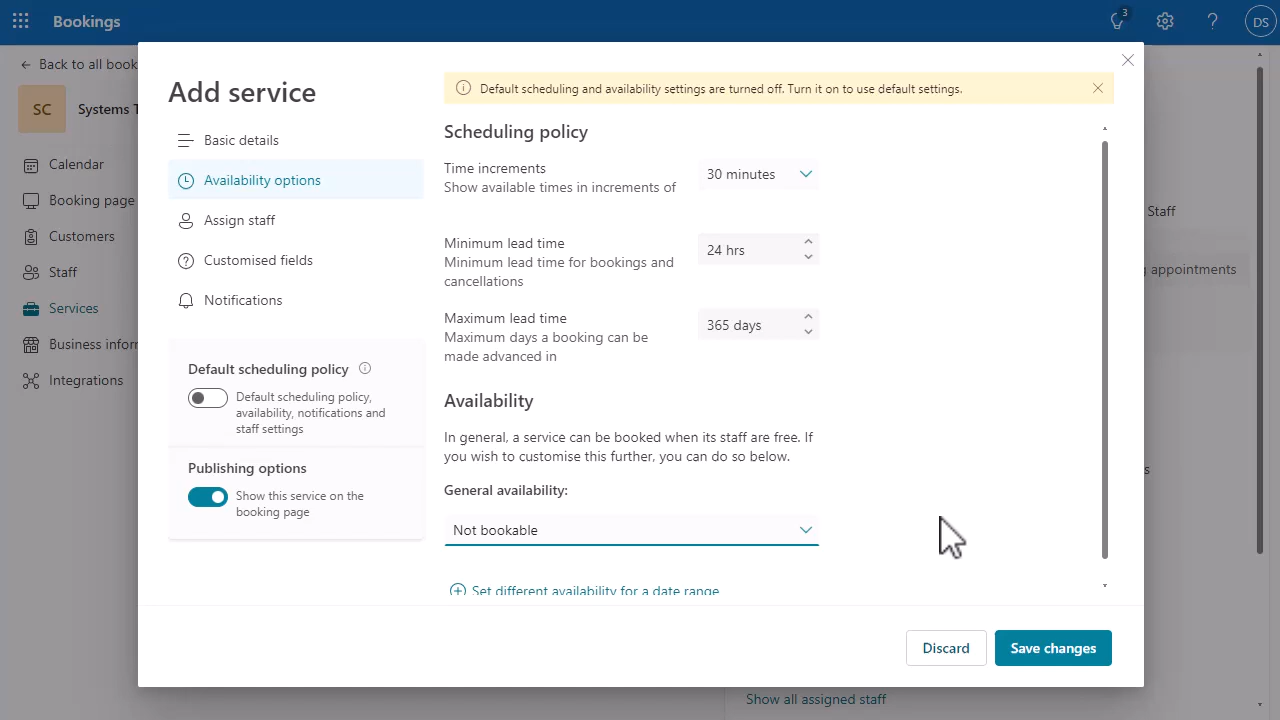 Bookings
3
DS
Back to all book
SC
Systems T
Calendar
Booking page
Customers
Staff
Services
Business inforr
Integrations
Add service
Basic details
Availability options
Assign staff
Customised fields
Notifications
Default scheduling policy
Default scheduling policy,
availability, notifications and
staff settings
Publishing options
Show this service on the
booking page
Default scheduling and availability settings are turned off. Turn it on to use default settings.
Scheduling policy
Time increments
Show available times in increments of
30 minutes
Minimum lead time
Minimum lead time for bookings and
cancellations
24 hrs
Maximum lead time
Maximum days a booking can be
made advanced in
365 days
Availability
In general, a service can be booked when its staff are free. If
you wish to customise this further, you can do so below.
General availability:
Not bookable
Set different availability for a date range
Discard
Save changes
Staff
g appointments
s
Show all assigned staff